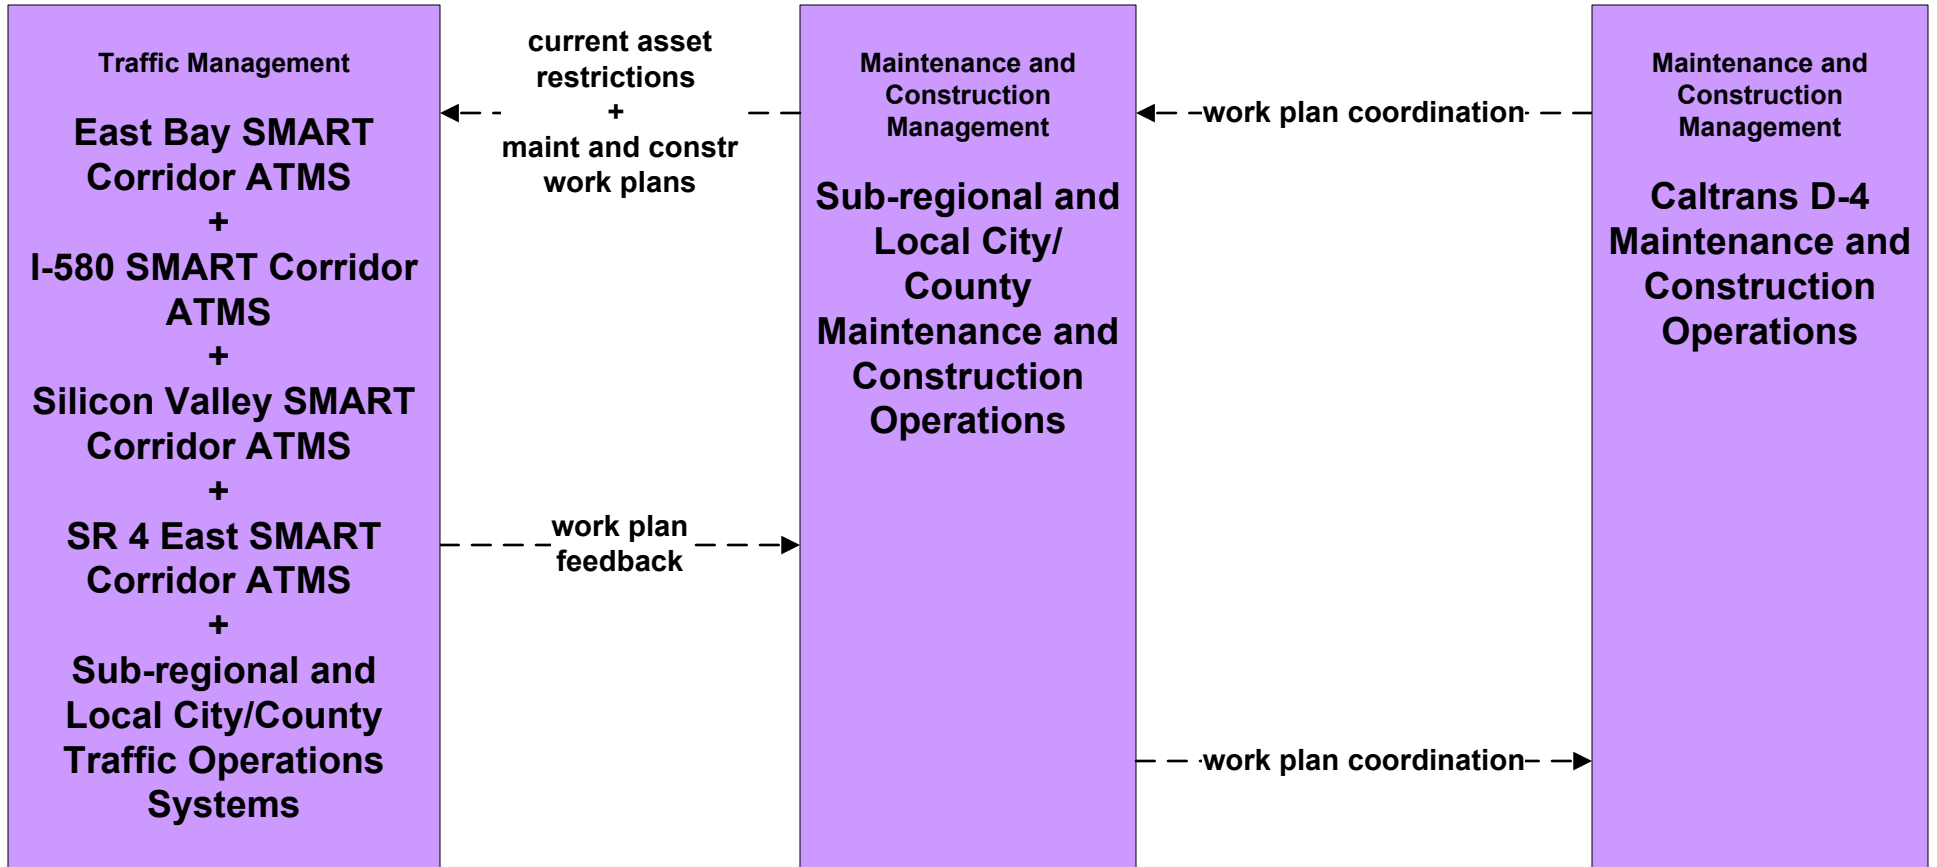 Traffic Management
East Bay SMART
Corridor ATMS
+
I-580 SMART Corridor
ATMS
+
Silicon Valley SMART
Corridor ATMS
+
SR 4 East SMART
Corridor ATMS
+
Sub-regional and
Local City/County
Traffic Operations
Systems
current asset
restrictions
+
maint and constr
work plans
work plan
feedback
Maintenance and
Construction
Management
Sub-regional and
Local City/
County
Maintenance and
Construction
Operations
work plan coordination
work plan coordination
Maintenance and
Construction
Management
Caltrans D-4
Maintenance and
Construction
Operations